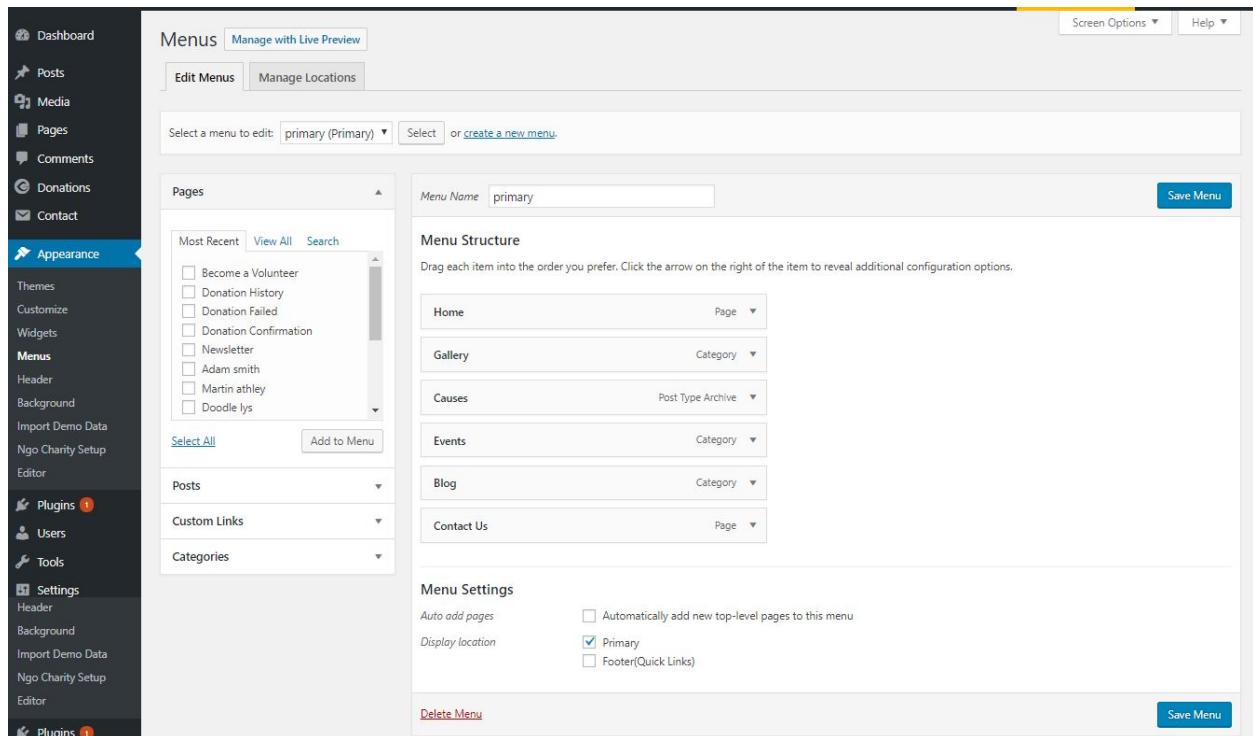 Dashboard
Posts
Media
Pages
Comments
Donations
Contact
Appearance
Themes
Customize
Widgets
Menus
Header
Background
Import Demo Data
Ngo Charity Setup
Editor
Plugins 1
Users
Tools
Settings
Header
Background
Import Demo Data
Ngo Charity Setup
Editor
Plugins 1
Screen Options Help
Menus Manage with Live Preview
Edit Menus Manage Locations
Select a menu to edit: primary (Primary) Select or create a new menu.
Pages
Most Recent View All Search
Become a Volunteer
Donation History
Donation Failed
Donation Confirmation
Newsletter
Adam smith
Martin athley
Doodle lys
Select All Add to Menu
Posts
Custom Links
Categories
Menu Name primary Save Menu
Menu Structure
Drag each item into the order you prefer. Click the arrow on the right of the item to reveal additional configuration options.
Home Page
Gallery Category
Causes Post Type Archive
Events Category
Blog Category
Contact Us Page
Menu Settings
Auto add pages Automatically add new top-level pages to this menu
Display location Primary
Footer(Quick Links)
Delete Menu Save Menu